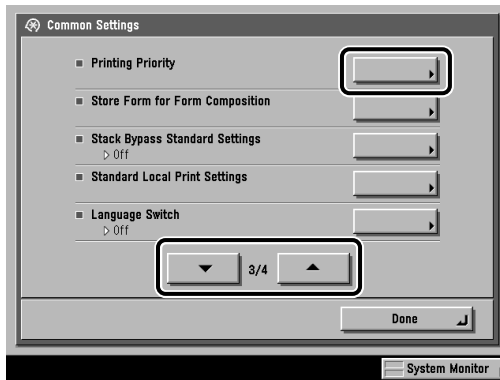 Common Settings
Printing Priority
Store Form for Form Composition
Stack Bypass Standard Settings
Off
Standard Local Print Settings
Language Switch
Off
3/4
Done
System Monitor